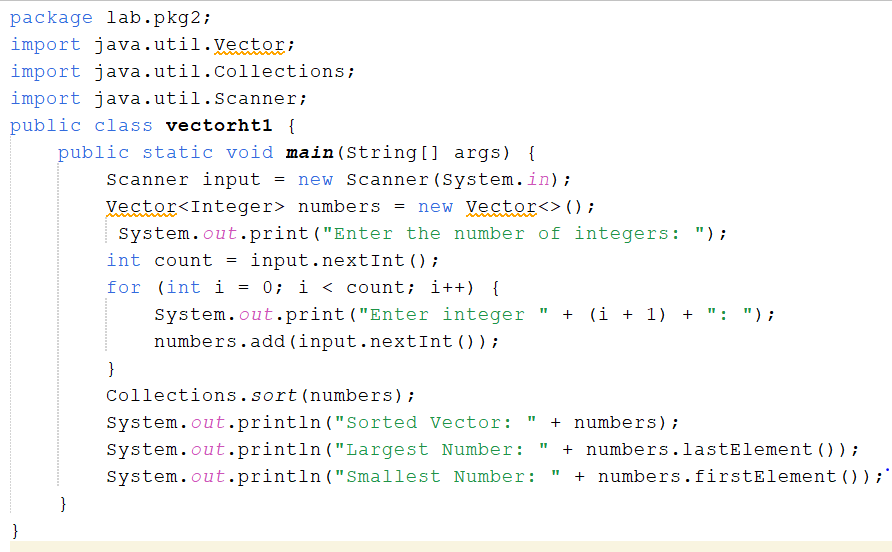 package lab.pkg2;
import java.util.Vector;
import java.util.Collections;
import java.util.Scanner;
public class vectorht1 {
    public static void main(String[] args) {
        Scanner input = new Scanner(System.in);
        Vector<Integer> numbers = new Vector<>();
         System.out.print("Enter the number of integers: ");
        int count = input.nextInt();
        for (int i = 0; i < count; i++) {
            System.out.print("Enter integer " + (i + 1) + ": ");
            numbers.add(input.nextInt());
        }
        Collections.sort(numbers);
        System.out.println("Sorted Vector: " + numbers);
        System.out.println("Largest Number: " + numbers.lastElement());
        System.out.println("Smallest Number: " + numbers.firstElement());
    }
}